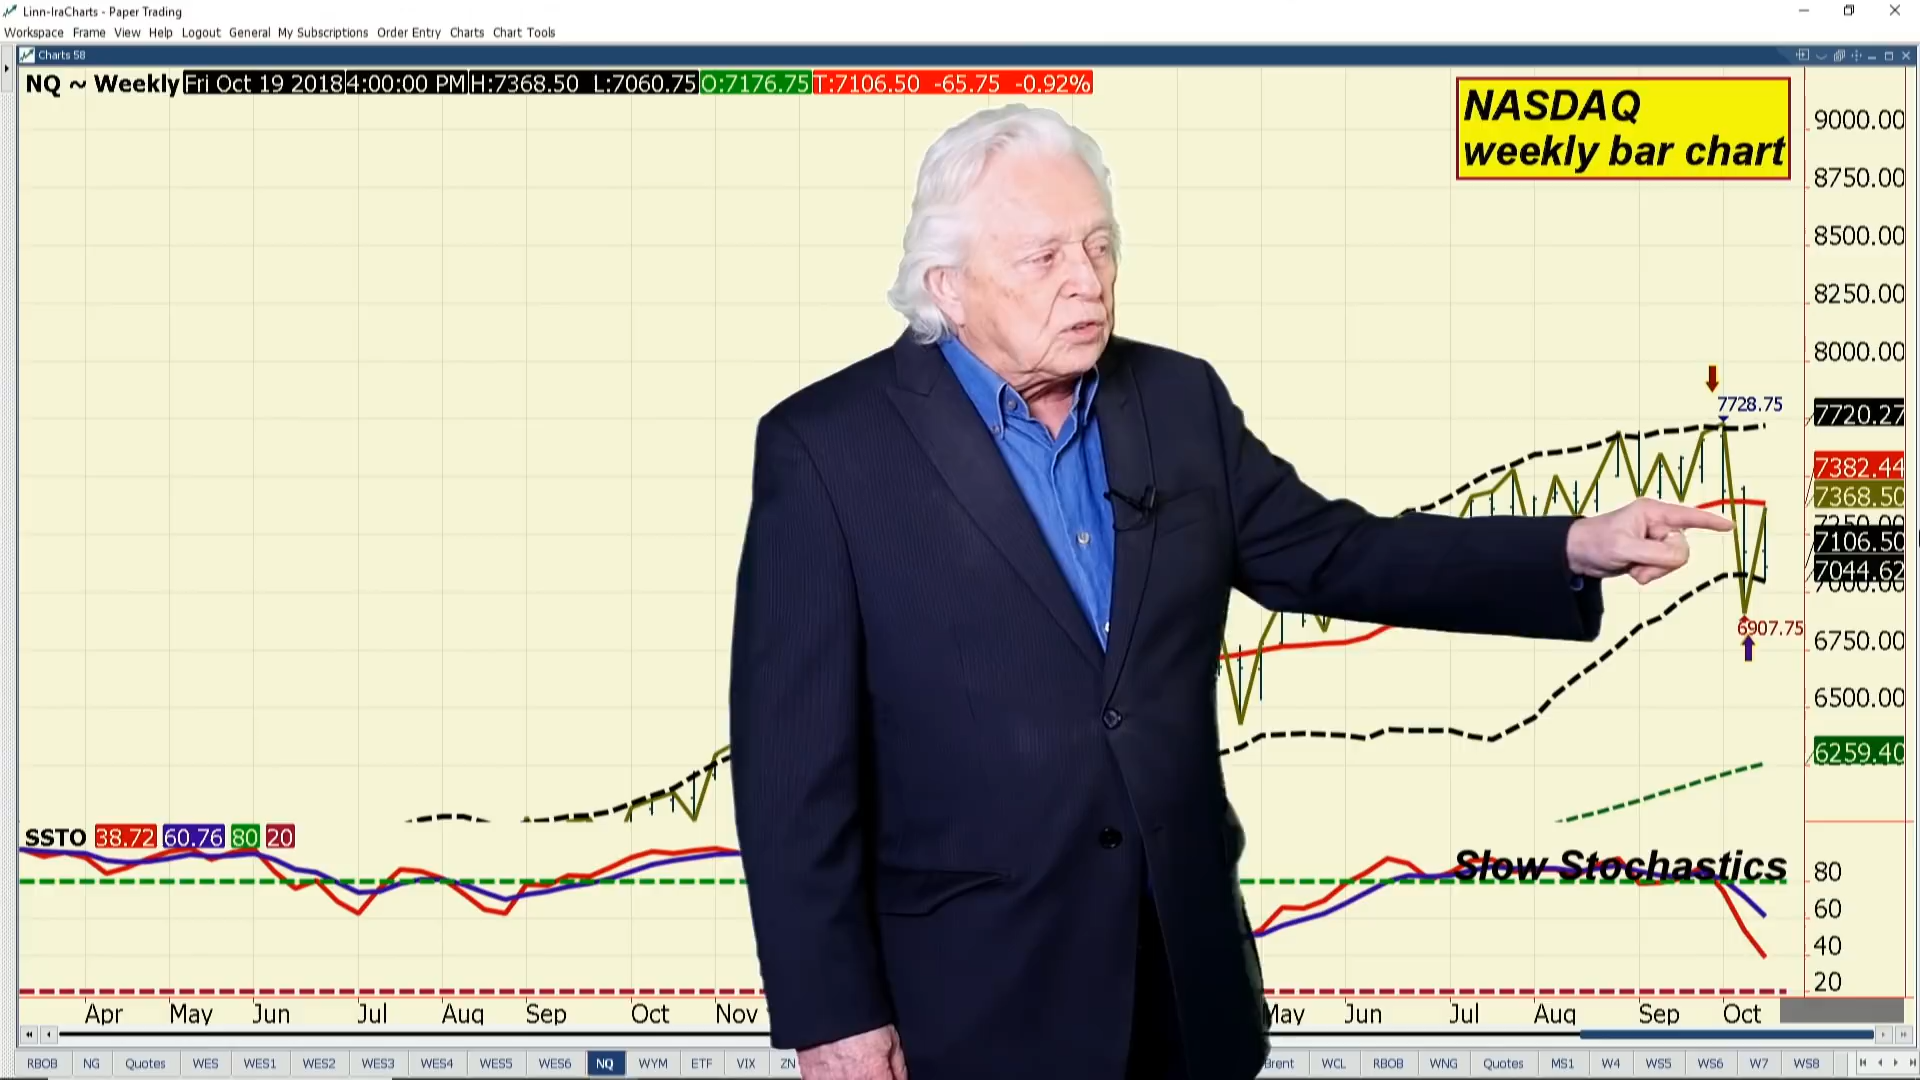 Linn-IraCharts - Paper Trading
Workspace Frame View Help Logout General My Subscriptions Order Entry Charts Chart Tools
Charts 58
NQ ~ Weekly Fri Oct 19 2018 4:00:00 PM H:7368.50 L:7060.75 O:7176.75 T:7106.50 -65.75 -0.92%
NASDAQ
weekly bar chart
9000.00
8750.00
8500.00
8250.00
8000.00
7728.75
7720.27
7382.44
7368.50
7250.00
7106.50
7044.62
7000.00
6907.75
6750.00
6500.00
6259.40
SSTO 38.72 60.76 80 20
Slow Stochastics
80
60
40
20
Apr May Jun Jul Aug Sep Oct Nov May Jun Jul Aug Sep Oct
RBOB NG Quotes WES WES1 WES2 WES3 WES4 WES5 WES6 NQ WYM ETF VIX ZN Brent WCL RBOB WNG Quotes MS1 W4 WS5 WS6 W7 WS8